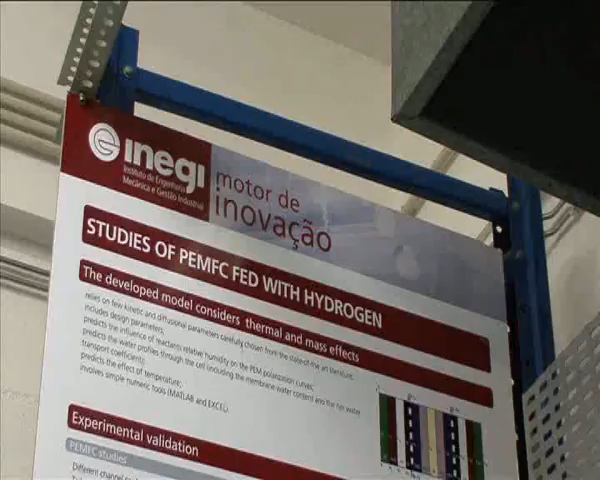 inegi
Instituto de Engenharia
Mecânica e Gestão Industrial
motor de
inovação
STUDIES OF PEMFC FED WITH HYDROGEN
The developed model considers thermal and mass effects
relies on few kinetic and diffusional parameters carefully chosen from the state-of-the art literature;
includes design parameters;
predicts the influence of reactants relative humidity on the PEM polarization curves;
predicts the water profiles through the cell (including the membrane water content and the net water
transport coefficient);
predicts the effect of temperature;
involves simple numeric tools (MATLAB and EXCEL).
Experimental validation
PEMFC studies
Different channel